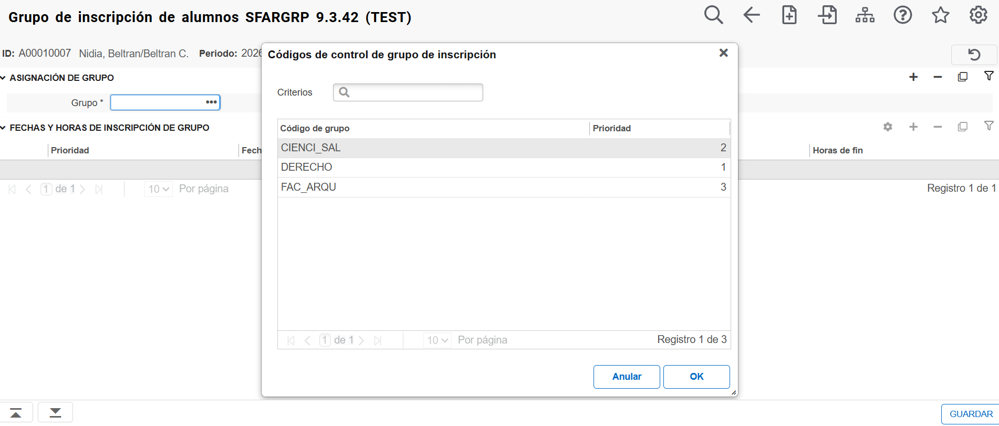 Grupo de inscripción de alumnos SFARGRP 9.3.42 (TEST)
ID: A00010007 Nidia, Beltran/Beltran C. Periodo: 2026
ASIGNACIÓN DE GRUPO
Grupo *
FECHAS Y HORAS DE INSCRIPCIÓN DE GRUPO
Prioridad Fech Horas de fin
1 de 1 10 Por página Registro 1 de 1
Códigos de control de grupo de inscripción
Criterios
Código de grupo Prioridad
CIENCI_SAL 2
DERECHO 1
FAC_ARQU 3
1 de 1 10 Por página Registro 1 de 3
Anular OK
GUARDAR